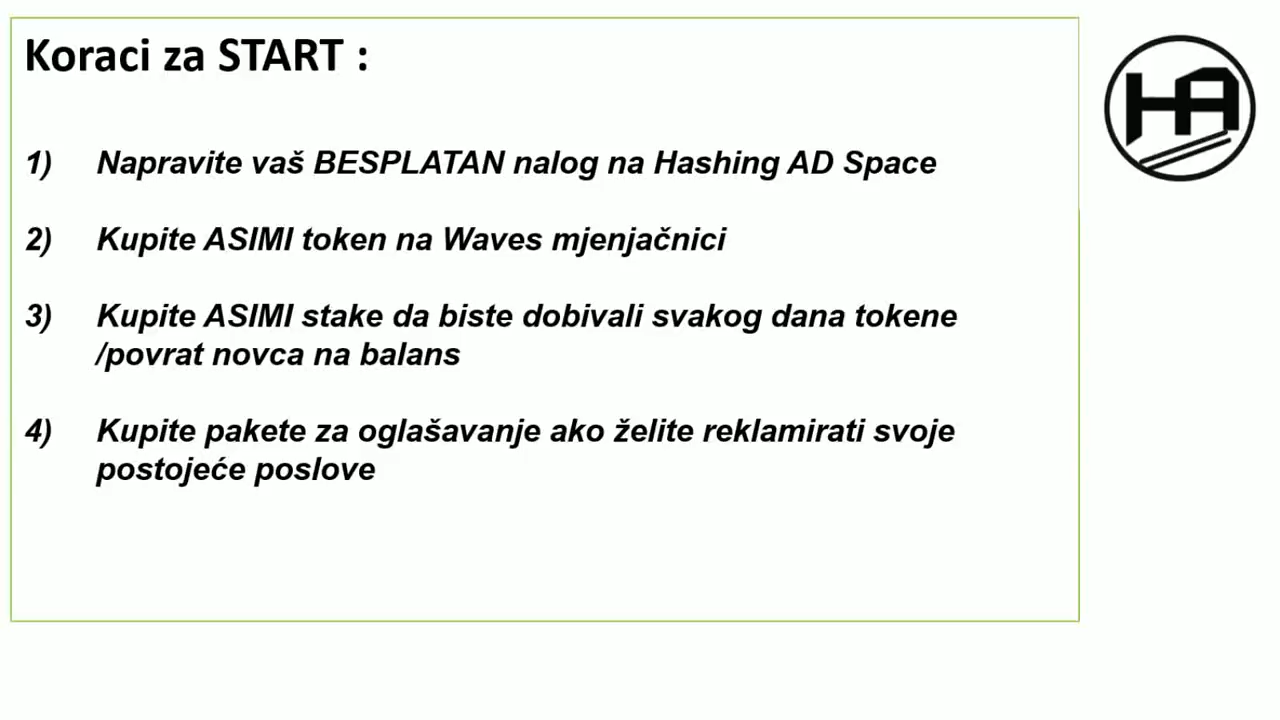 Koraci za START :
1) Napravite vaš BESPLATAN nalog na Hashing AD Space
2) Kupite ASIMI token na Waves mjenjačnici
3) Kupite ASIMI stake da biste dobivali svakog dana tokene
/povrat novca na balans
4) Kupite pakete za oglašavanje ako želite reklamirati svoje
postojeće poslove
HA